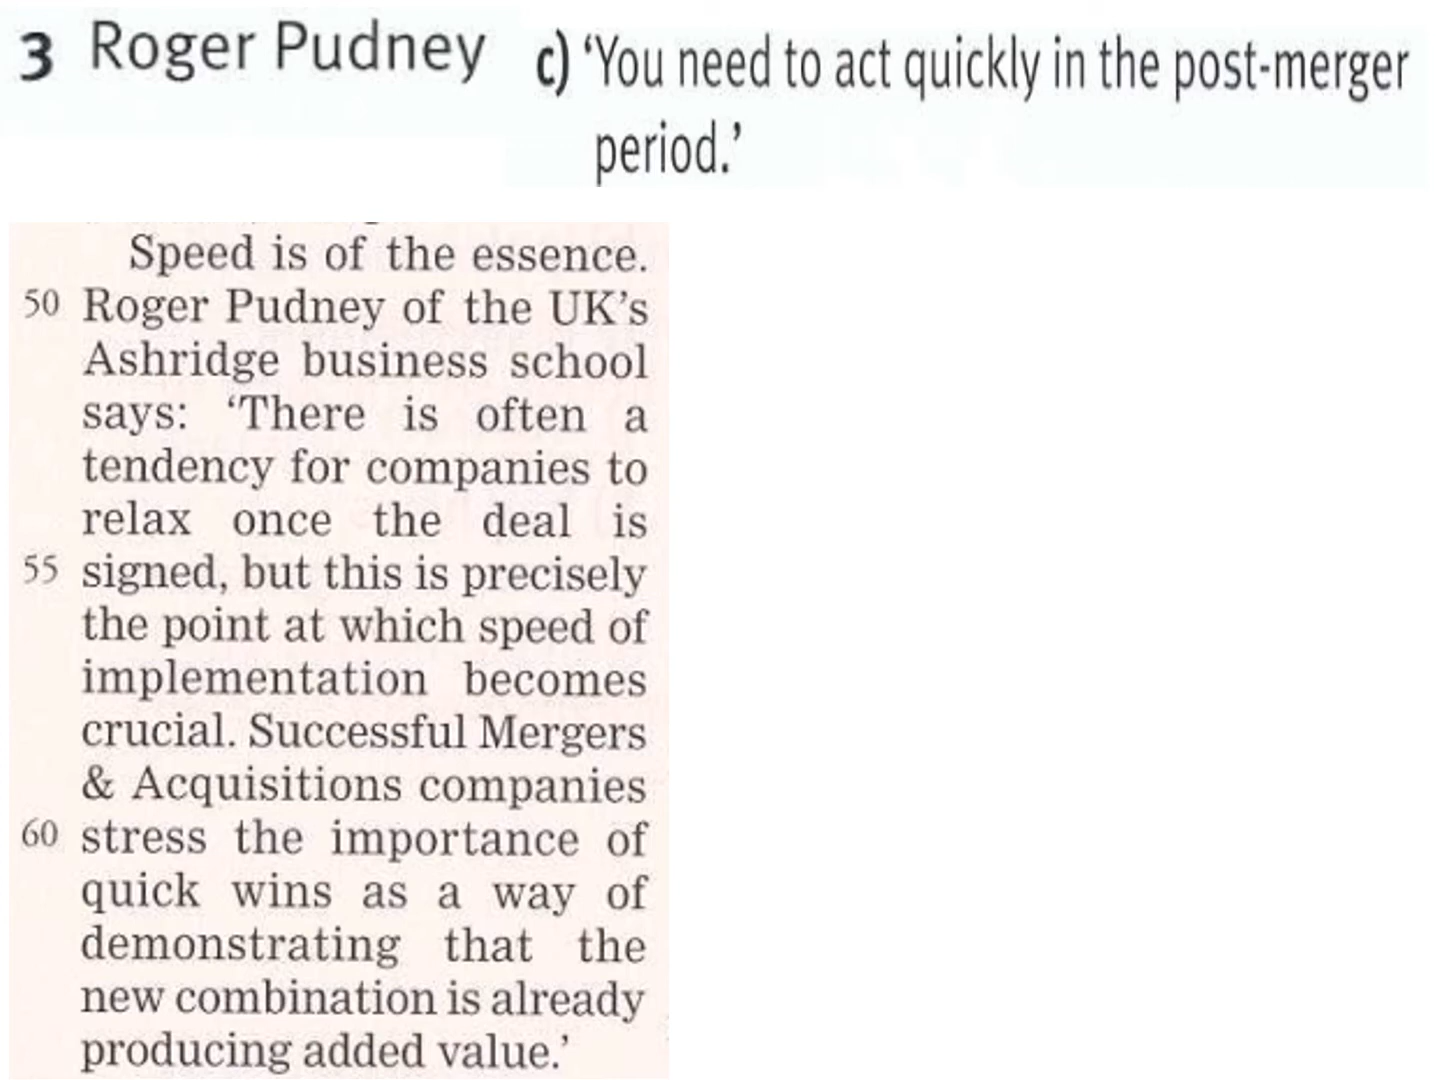 3 Roger Pudney
c) ‘You need to act quickly in the post-merger
period.’
Speed is of the essence.
50 Roger Pudney of the UK’s
Ashridge business school
says: ‘There is often a
tendency for companies to
relax once the deal is
55 signed, but this is precisely
the point at which speed of
implementation becomes
crucial. Successful Mergers
& Acquisitions companies
60 stress the importance of
quick wins as a way of
demonstrating that the
new combination is already
producing added value.’